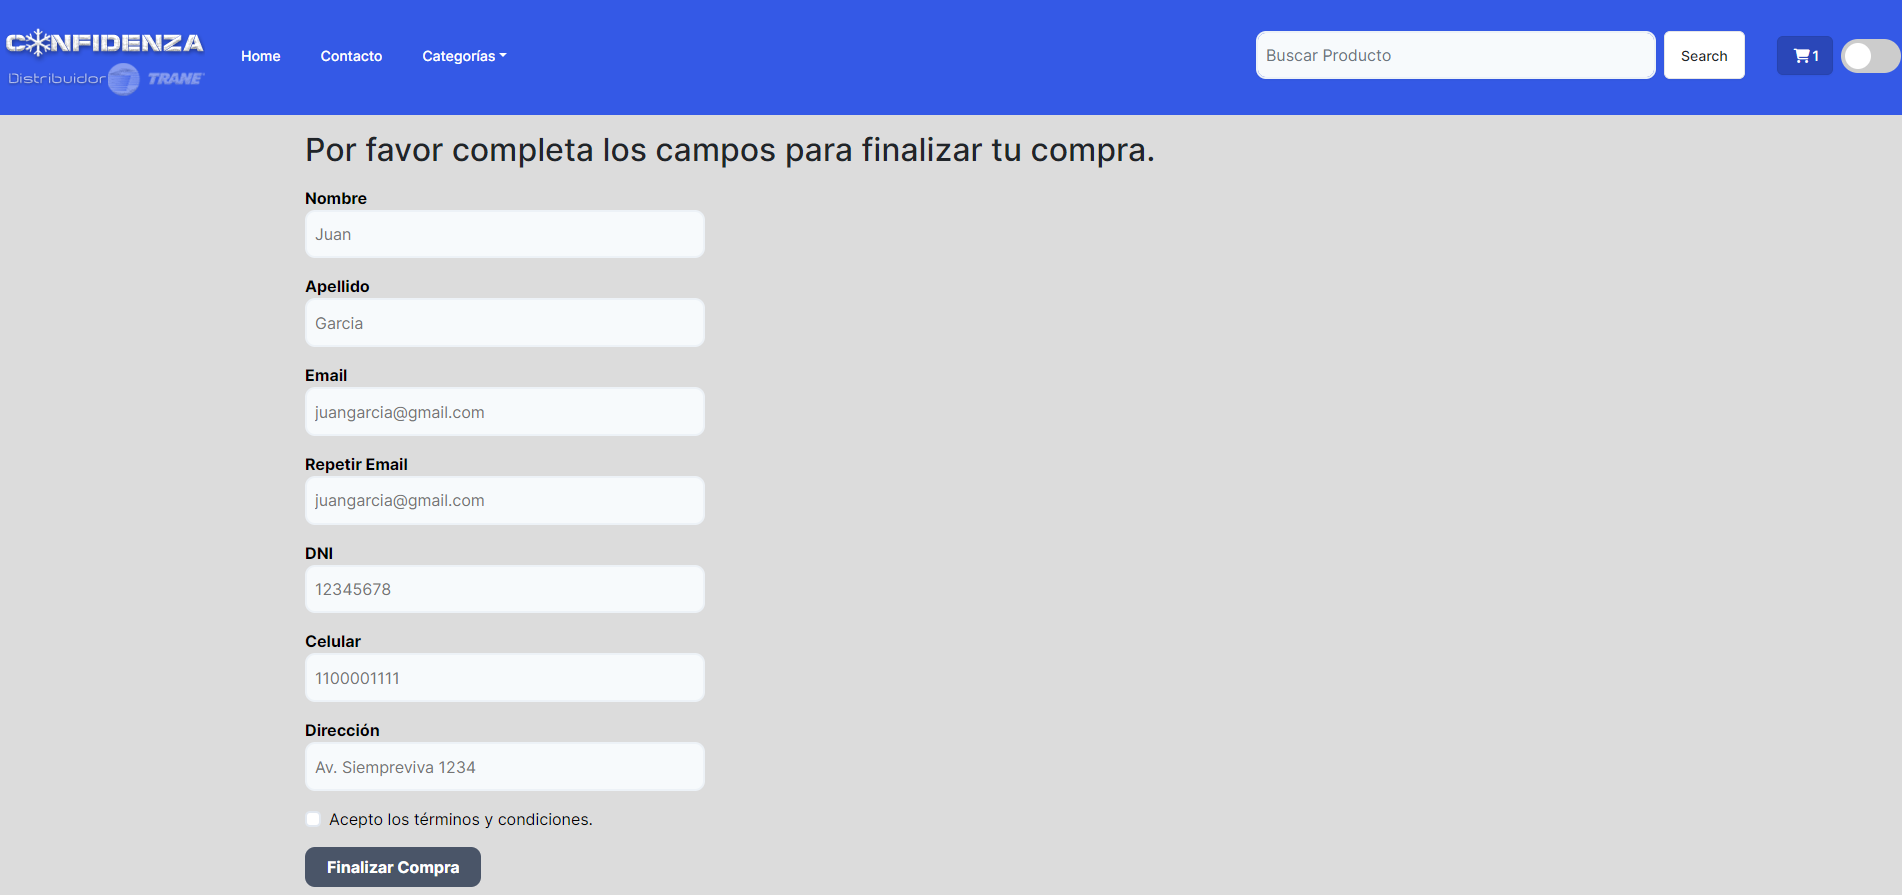 CONFIDENZA
Distribuidor TRANE
Home Contacto Categorías
Buscar Producto
Search
1
Por favor completa los campos para finalizar tu compra.
Nombre
Juan
Apellido
Garcia
Email
juangarcia@gmail.com
Repetir Email
juangarcia@gmail.com
DNI
12345678
Celular
1100001111
Dirección
Av. Siempreviva 1234
Acepto los términos y condiciones.
Finalizar Compra